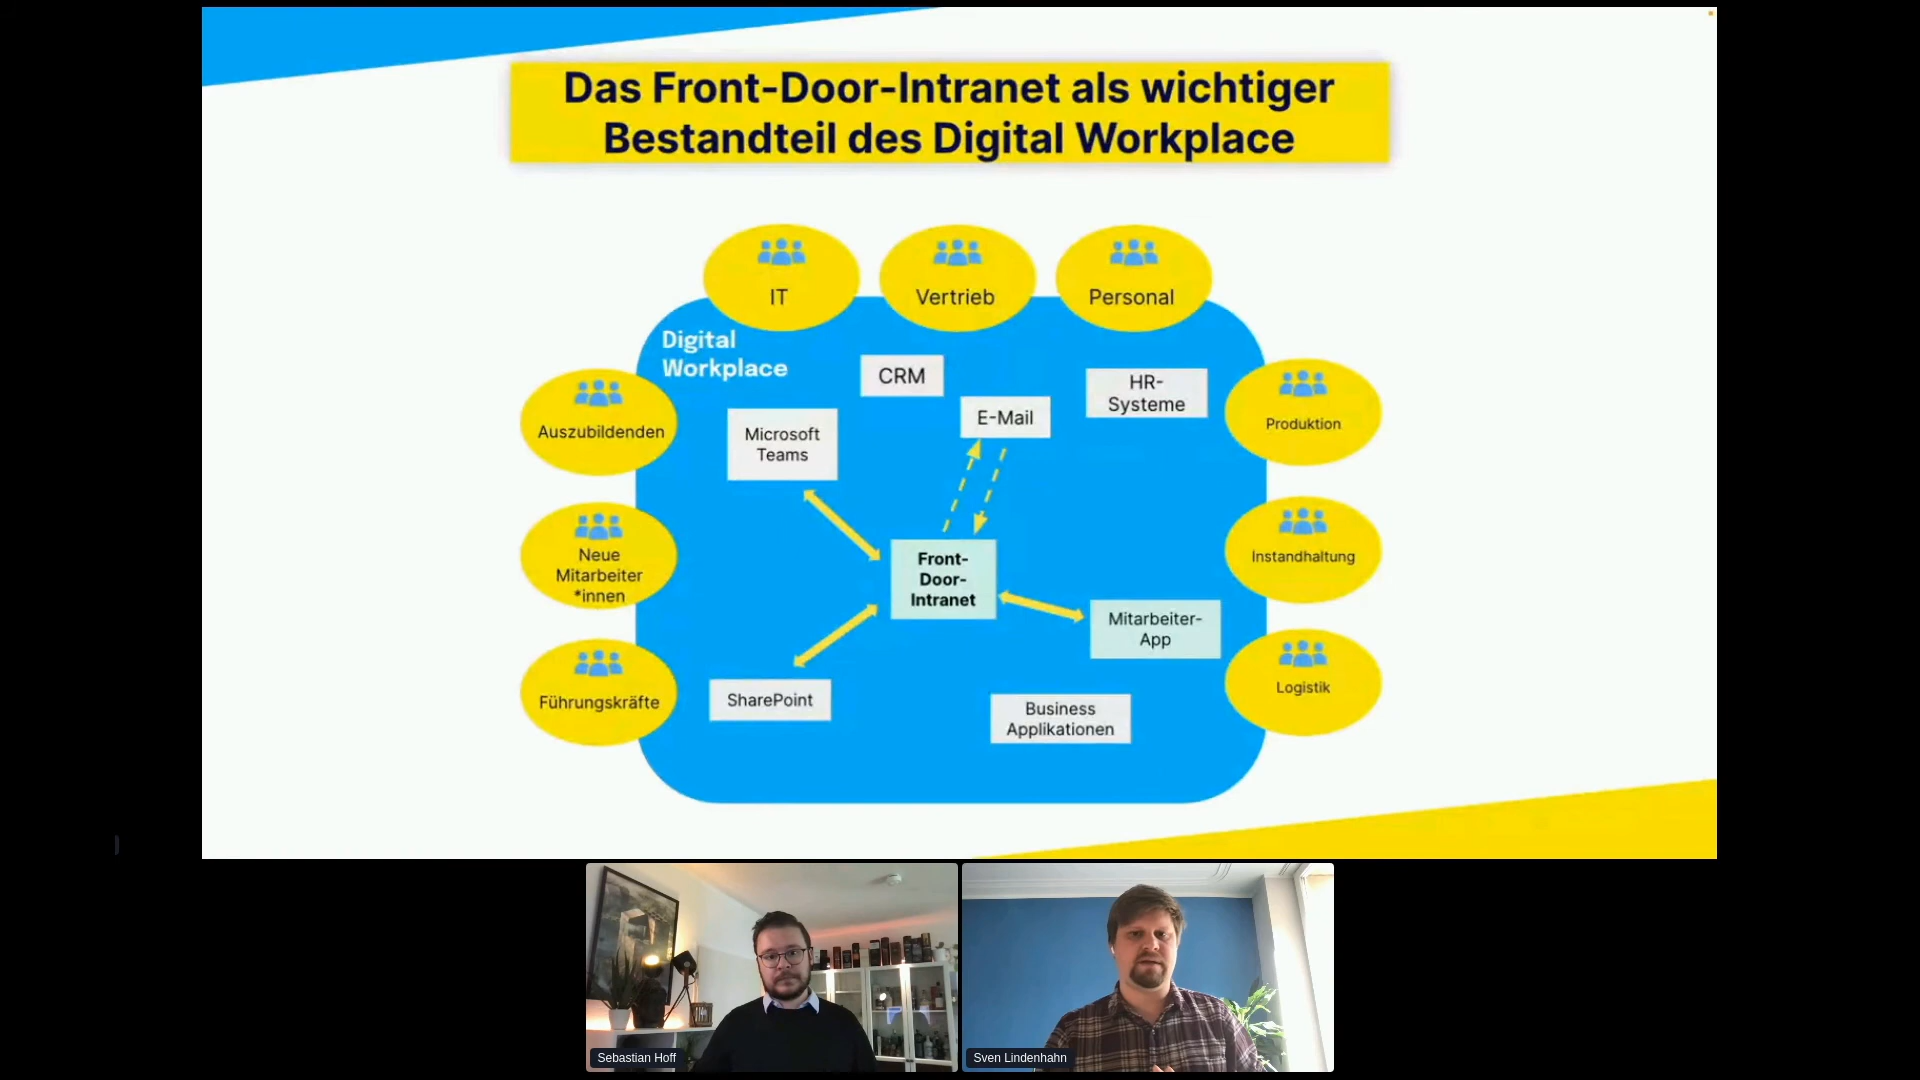 Das Front-Door-Intranet als wichtiger
Bestandteil des Digital Workplace
IT
Vertrieb
Personal
Digital
Workplace
CRM
HR-
Systeme
E-Mail
Microsoft
Teams
Auszubildenden
Produktion
Neue
Mitarbeiter
*innen
Instandhaltung
Front-
Door-
Intranet
Mitarbeiter-
App
Führungskräfte
SharePoint
Logistik
Business
Applikationen
Sebastian Hoff
Sven Lindenhahn